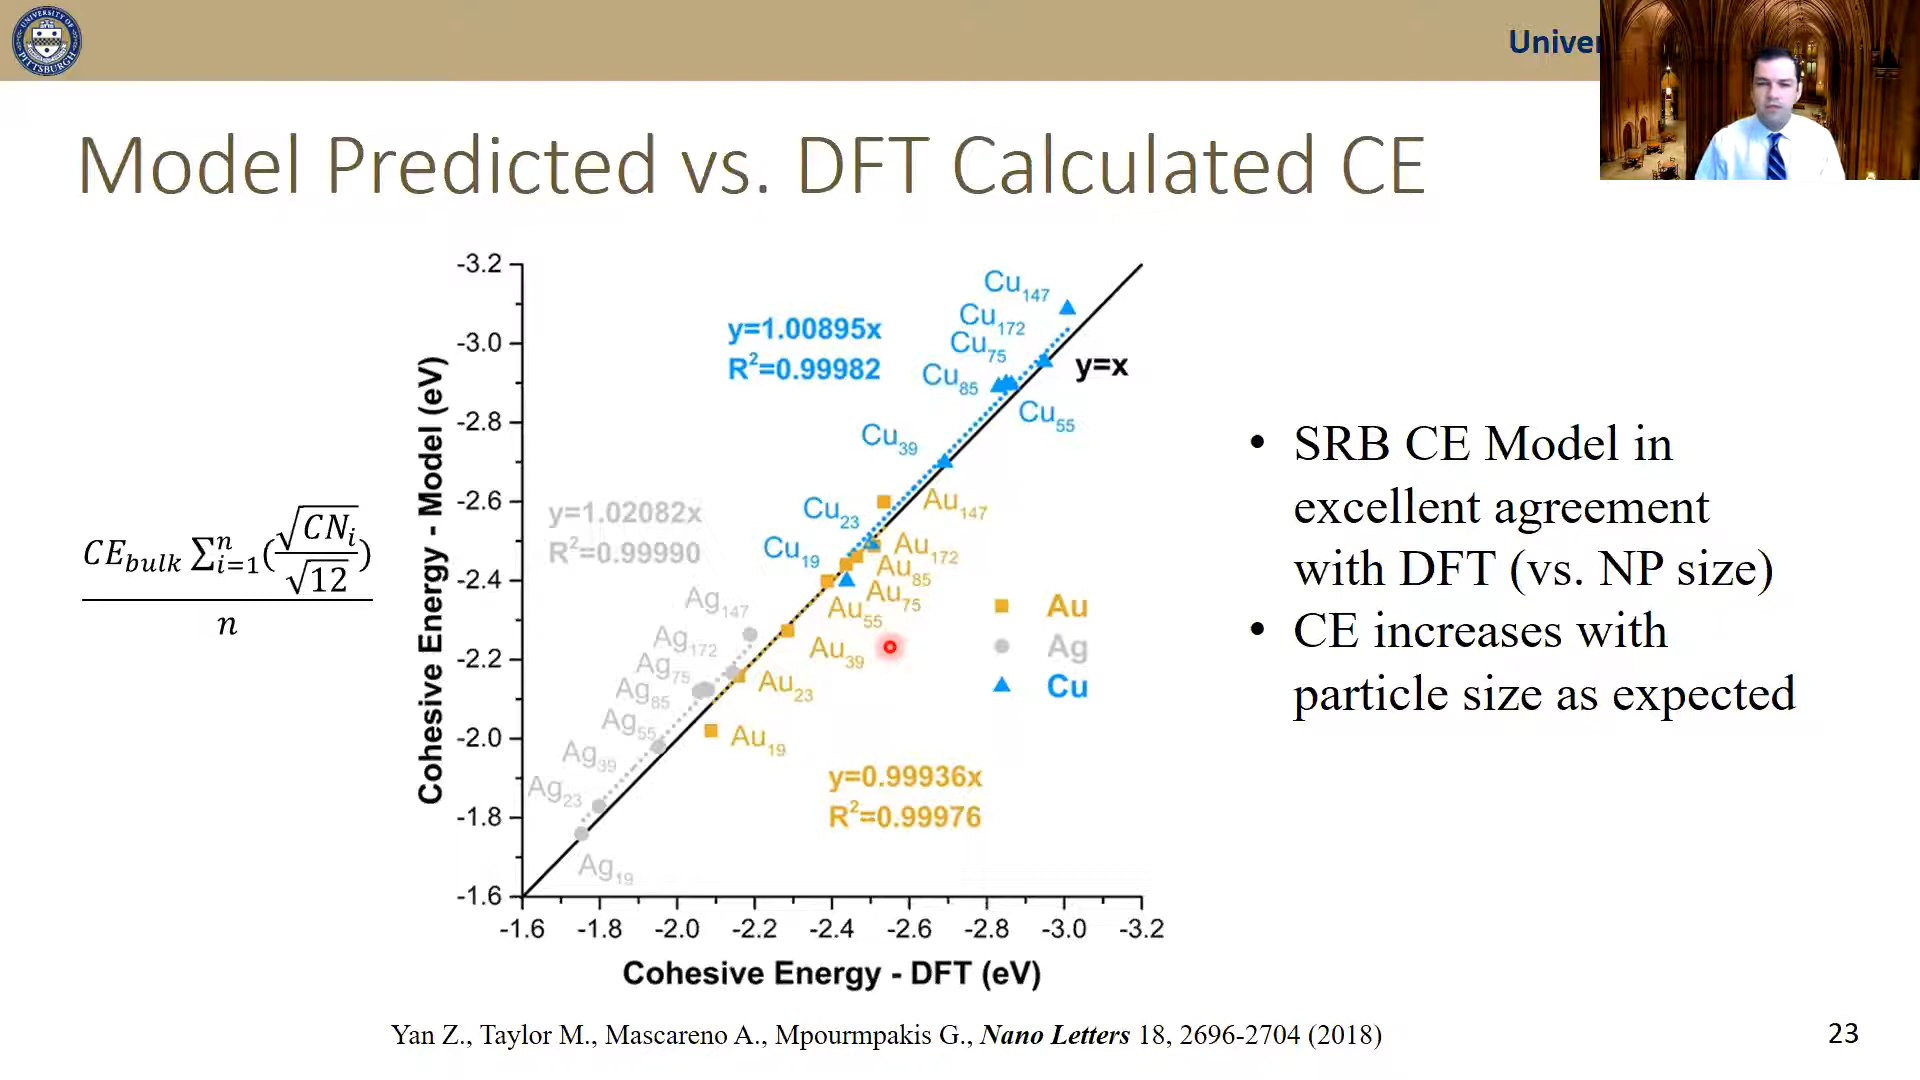 UNIVERSITY OF PITTSBURGH
Univer
Model Predicted vs. DFT Calculated CE
CE_bulk ∑_{i=1}^{n}(√CN_i / √12)
n
Cohesive Energy - Model (eV)
-3.2
-3.0
-2.8
-2.6
-2.4
-2.2
-2.0
-1.8
-1.6
y=1.00895x
R²=0.99982
y=1.02082x
R²=0.99990
y=0.99936x
R²=0.99976
y=x
Cu147
Cu172
Cu75
Cu85
Cu55
Cu39
Cu23
Cu19
Au147
Au172
Au85
Au75
Au55
Au39
Au23
Au19
Ag147
Ag172
Ag75
Ag85
Ag55
Ag39
Ag23
Ag19
Au
Ag
Cu
-1.6 -1.8 -2.0 -2.2 -2.4 -2.6 -2.8 -3.0 -3.2
Cohesive Energy - DFT (eV)
• SRB CE Model in
excellent agreement
with DFT (vs. NP size)
• CE increases with
particle size as expected
Yan Z., Taylor M., Mascareno A., Mpourmpakis G., Nano Letters 18, 2696-2704 (2018)
23